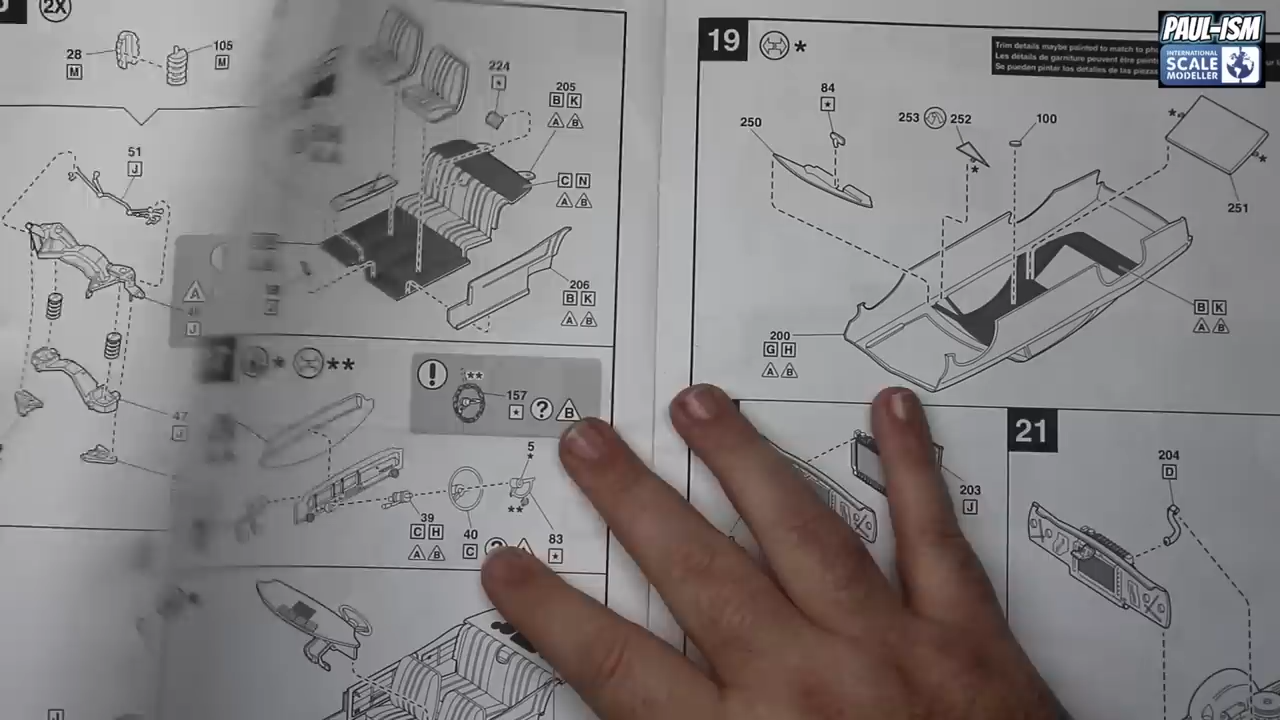 2X
28
M
105
M
51
J
A
J
47
J
224
*
205
B K
A B
C N
A B
206
B K
A B
* **
!
**
157
* ? B
5
*
**
39
C H
A B
40
C
83
*
19 *
Trim details maybe painted to match to
Les détails de garniture peuvent être
Se pueden pintar los detalles de las piezas
PAUL-ISM
INTERNATIONAL
SCALE
MODELLER
84
*
250
253 252
*
100
**
**
251
B K
A B
200
G H
A B
203
J
21
204
D